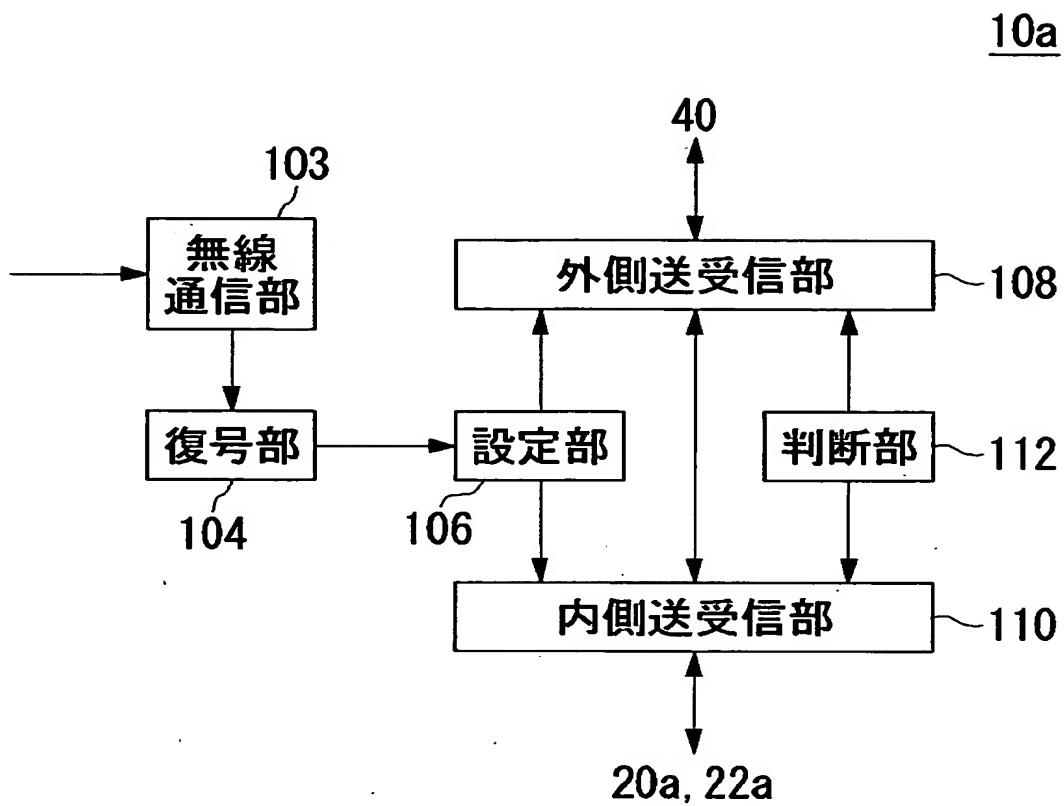 10a
40
103
無線
通信部
外側送受信部
108
復号部
設定部
判断部
112
104
106
内側送受信部
110
20a, 22a